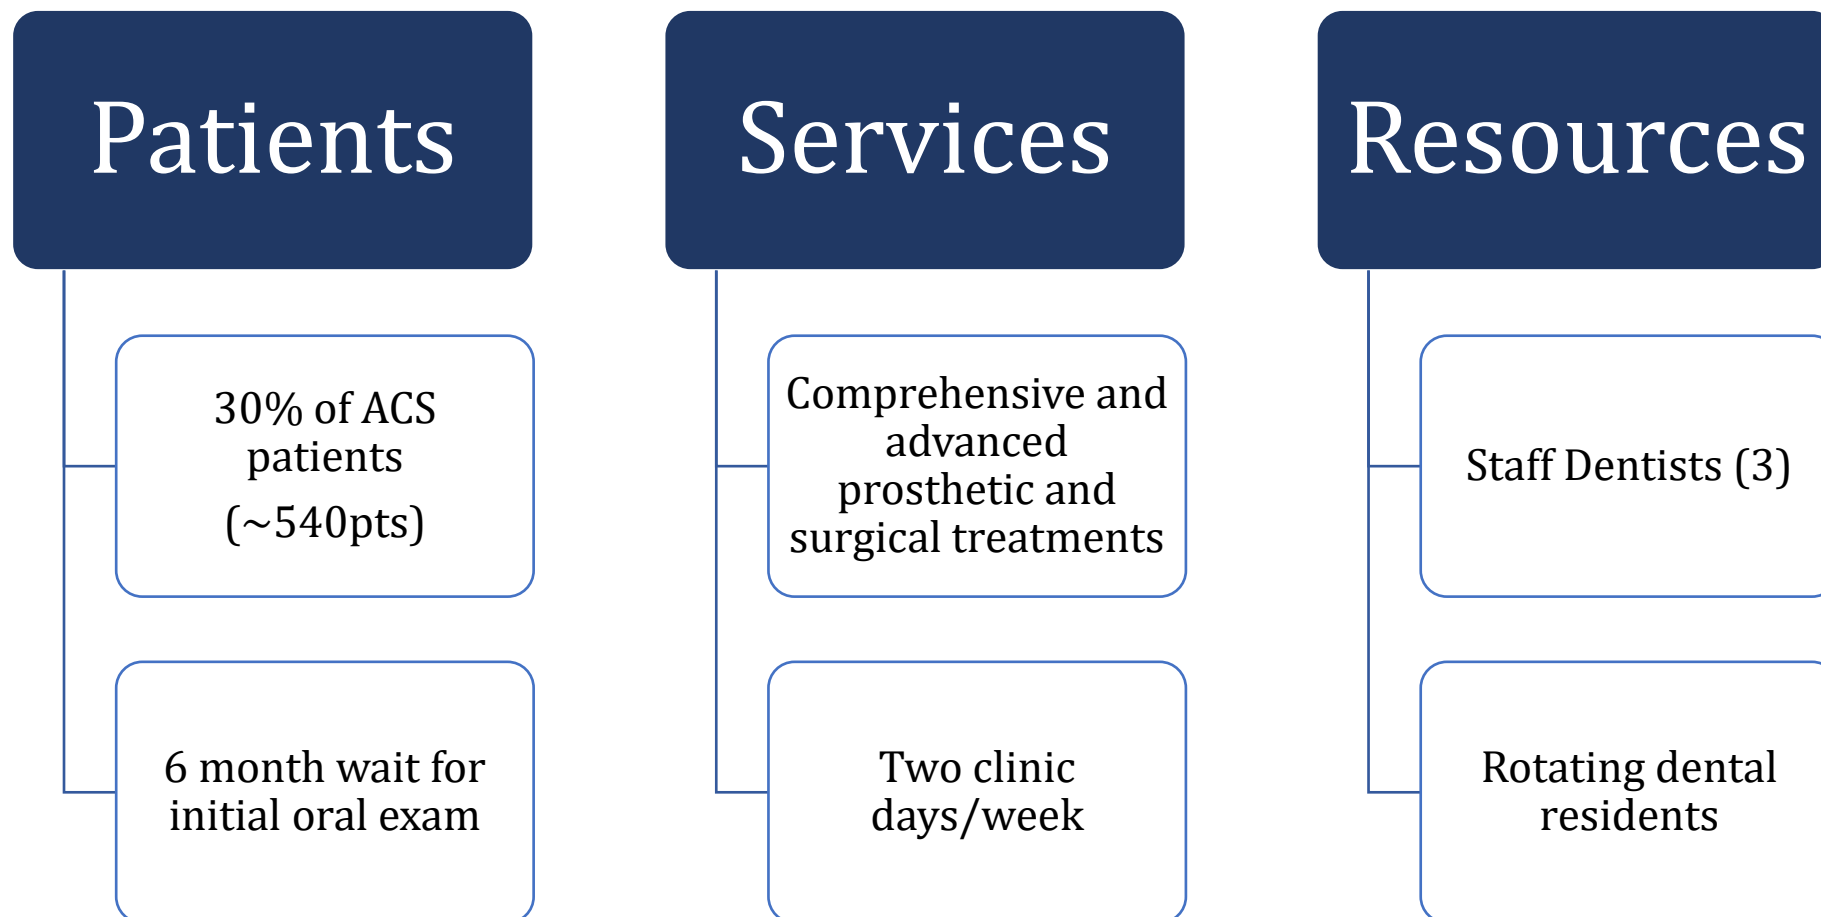 Patients
30% of ACS
patients
(~540pts)
6 month wait for
initial oral exam
Services
Comprehensive and
advanced
prosthetic and
surgical treatments
Two clinic
days/week
Resources
Staff Dentists (3)
Rotating dental
residents